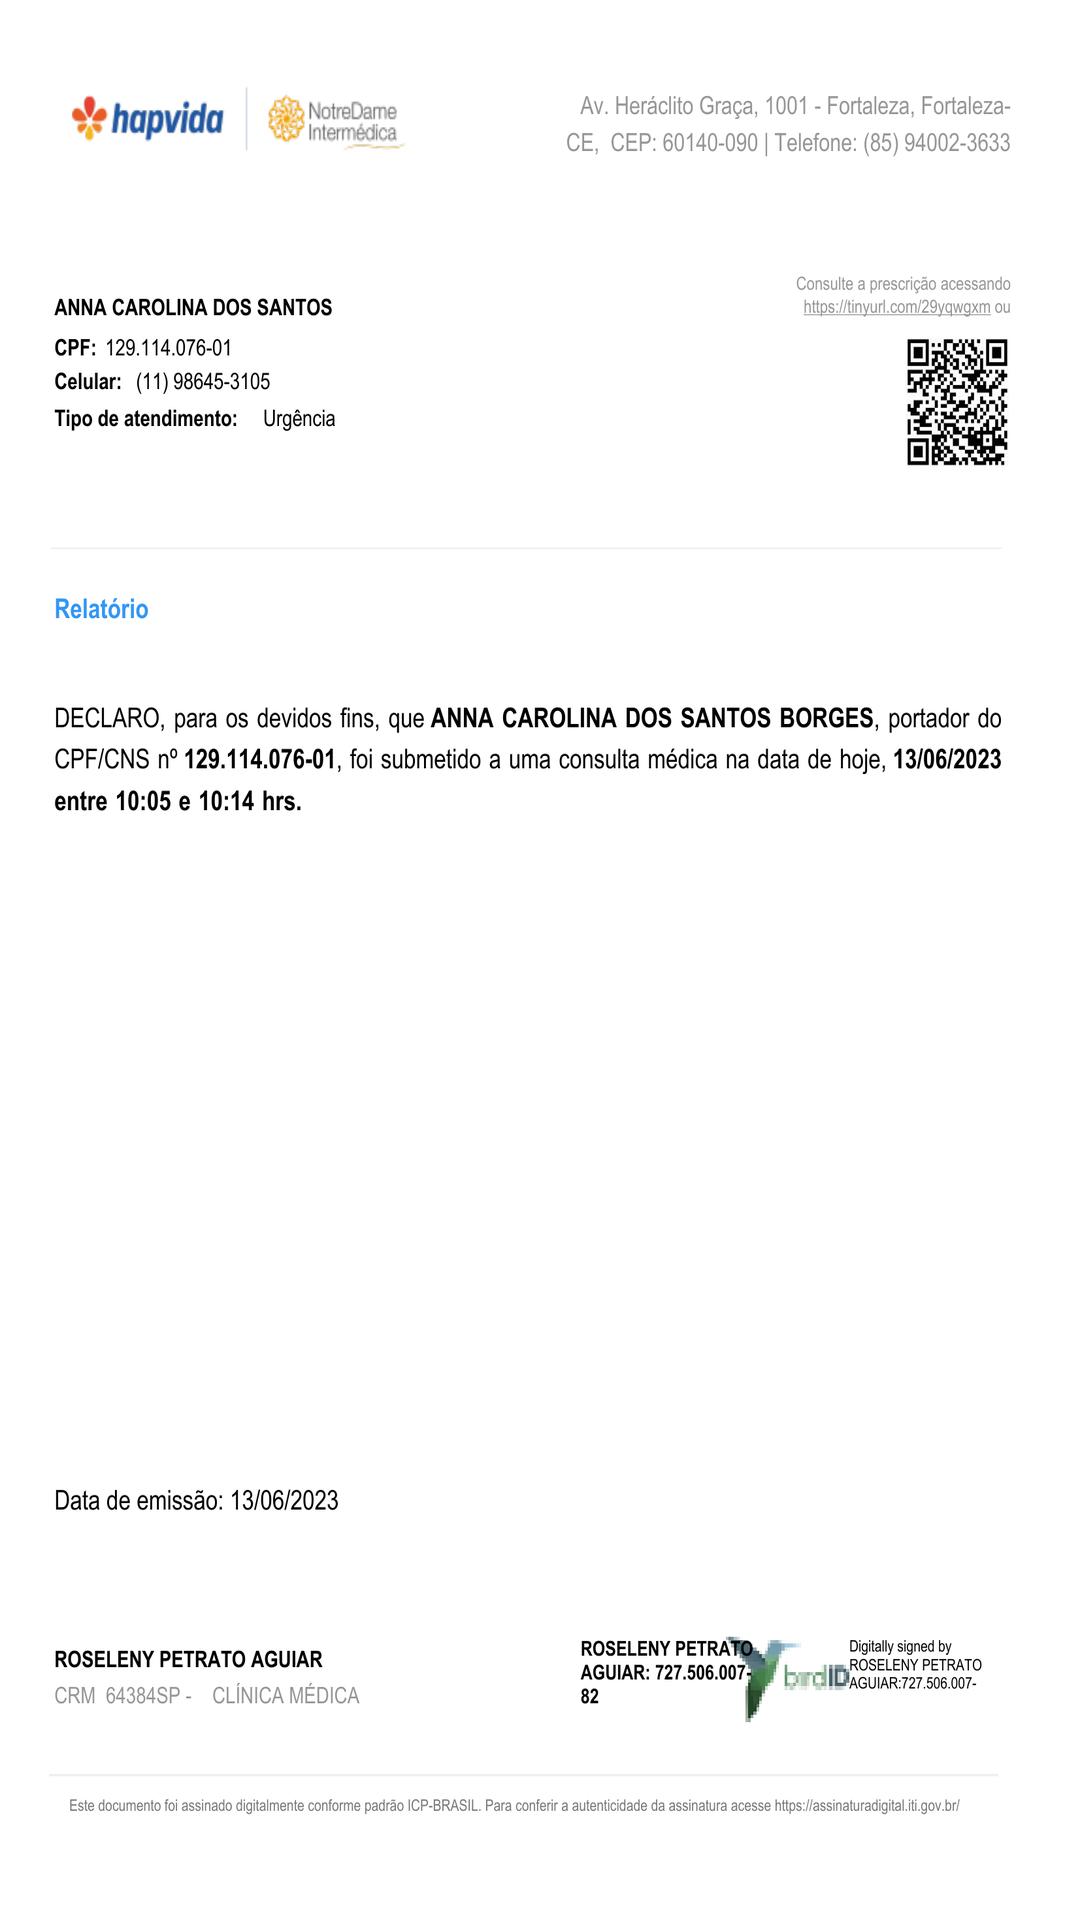 hapvida
NotreDame
Intermédica
Av. Heráclito Graça, 1001 - Fortaleza, Fortaleza-
CE, CEP: 60140-090 | Telefone: (85) 94002-3633
Consulte a prescrição acessando
https://tinyurl.com/29yqwgxm ou
ANNA CAROLINA DOS SANTOS
CPF: 129.114.076-01
Celular: (11) 98645-3105
Tipo de atendimento: Urgência
Relatório
DECLARO, para os devidos fins, que ANNA CAROLINA DOS SANTOS BORGES, portador do
CPF/CNS nº 129.114.076-01, foi submetido a uma consulta médica na data de hoje, 13/06/2023
entre 10:05 e 10:14 hrs.
Data de emissão: 13/06/2023
ROSELENY PETRATO AGUIAR
CRM 64384SP - CLÍNICA MÉDICA
ROSELENY PETRATO
AGUIAR: 727.506.007-
82
birdID
Digitally signed by
ROSELENY PETRATO
AGUIAR:727.506.007-
Este documento foi assinado digitalmente conforme padrão ICP-BRASIL. Para conferir a autenticidade da assinatura acesse https://assinaturadigital.iti.gov.br/